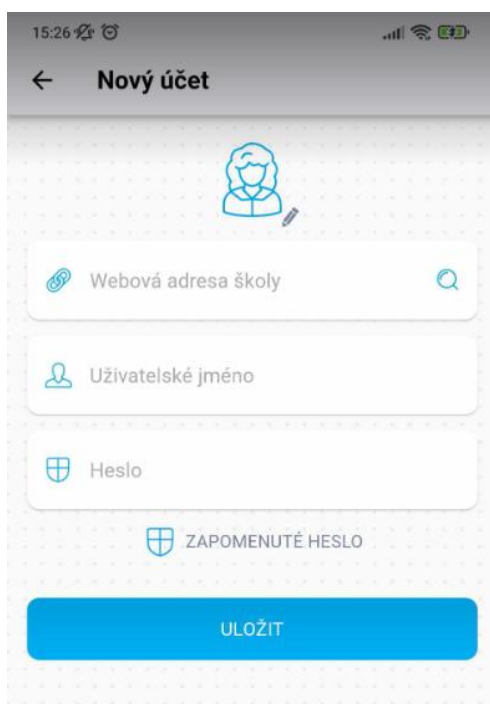 15:26
Nový účet
Webová adresa školy
Uživatelské jméno
Heslo
ZAPOMENUTÉ HESLO
ULOŽIT